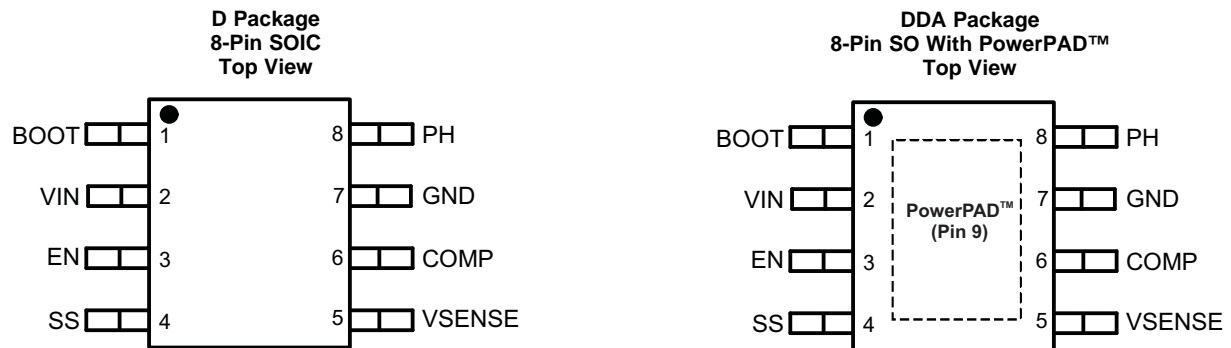 D Package
8-Pin SOIC
Top View
BOOT 1 8 PH
VIN 2 7 GND
EN 3 6 COMP
SS 4 5 VSENSE
DDA Package
8-Pin SO With PowerPAD™
Top View
BOOT 1 8 PH
VIN 2 7 GND
PowerPAD™
(Pin 9)
EN 3 6 COMP
SS 4 5 VSENSE